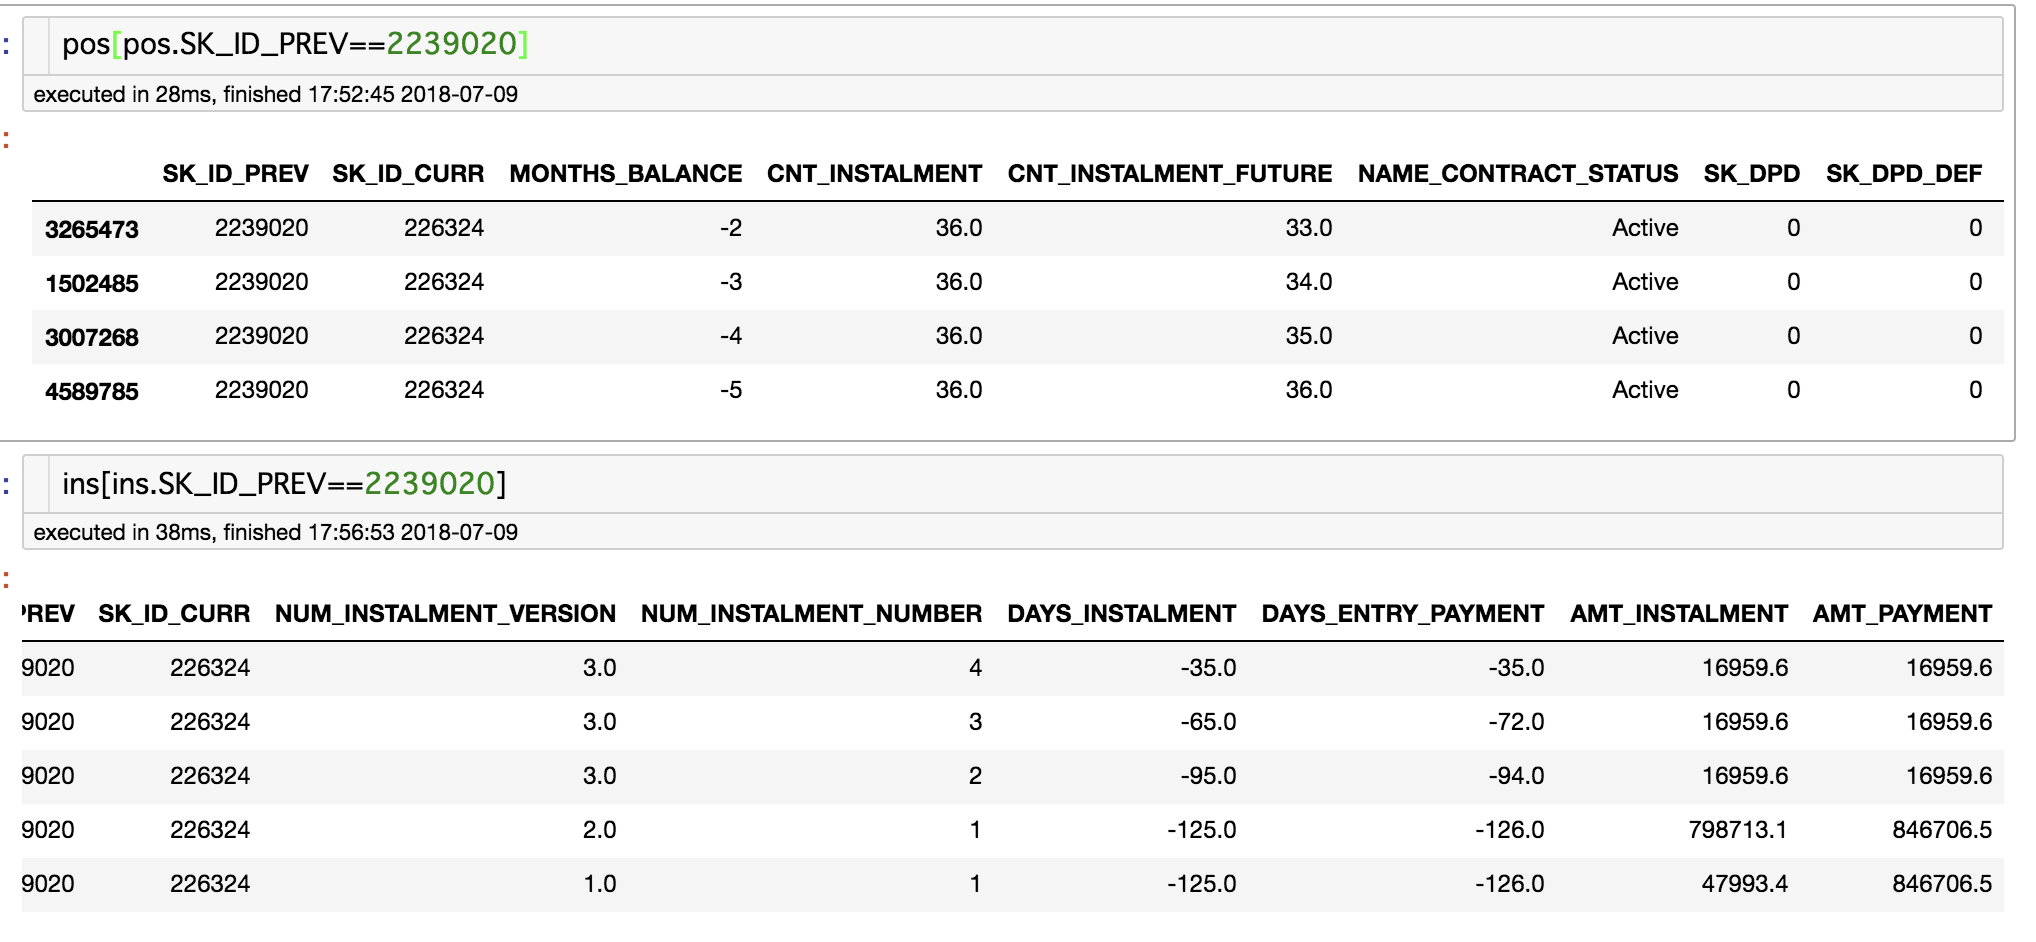 pos[pos.SK_ID_PREV==2239020]
executed in 28ms, finished 17:52:45 2018-07-09
SK_ID_PREV SK_ID_CURR MONTHS_BALANCE CNT_INSTALMENT CNT_INSTALMENT_FUTURE NAME_CONTRACT_STATUS SK_DPD SK_DPD_DEF
3265473 2239020 226324 -2 36.0 33.0 Active 0 0
1502485 2239020 226324 -3 36.0 34.0 Active 0 0
3007268 2239020 226324 -4 36.0 35.0 Active 0 0
4589785 2239020 226324 -5 36.0 36.0 Active 0 0
ins[ins.SK_ID_PREV==2239020]
executed in 38ms, finished 17:56:53 2018-07-09
PREV SK_ID_CURR NUM_INSTALMENT_VERSION NUM_INSTALMENT_NUMBER DAYS_INSTALMENT DAYS_ENTRY_PAYMENT AMT_INSTALMENT AMT_PAYMENT
9020 226324 3.0 4 -35.0 -35.0 16959.6 16959.6
9020 226324 3.0 3 -65.0 -72.0 16959.6 16959.6
9020 226324 3.0 2 -95.0 -94.0 16959.6 16959.6
9020 226324 2.0 1 -125.0 -126.0 798713.1 846706.5
9020 226324 1.0 1 -125.0 -126.0 47993.4 846706.5